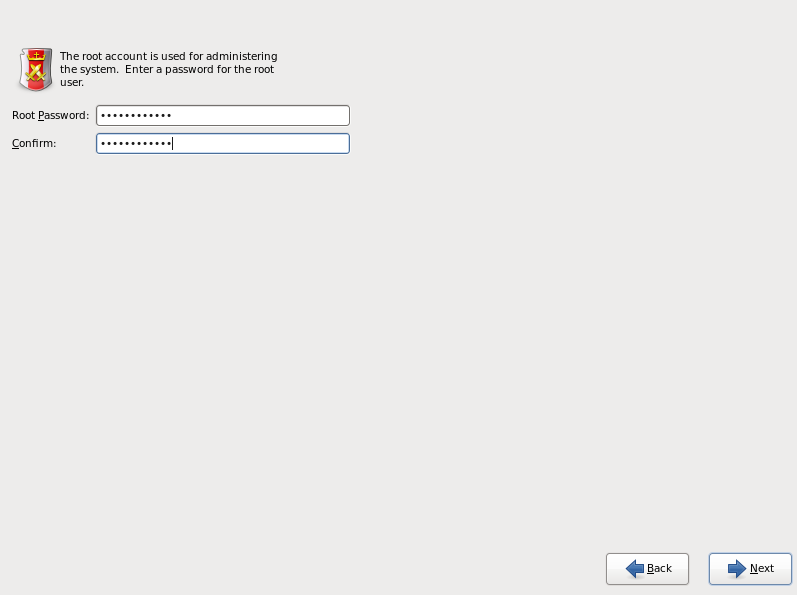 The root account is used for administering
the system.  Enter a password for the root
user.
Root Password: ••••••••••••
Confirm: ••••••••••••
Back Next